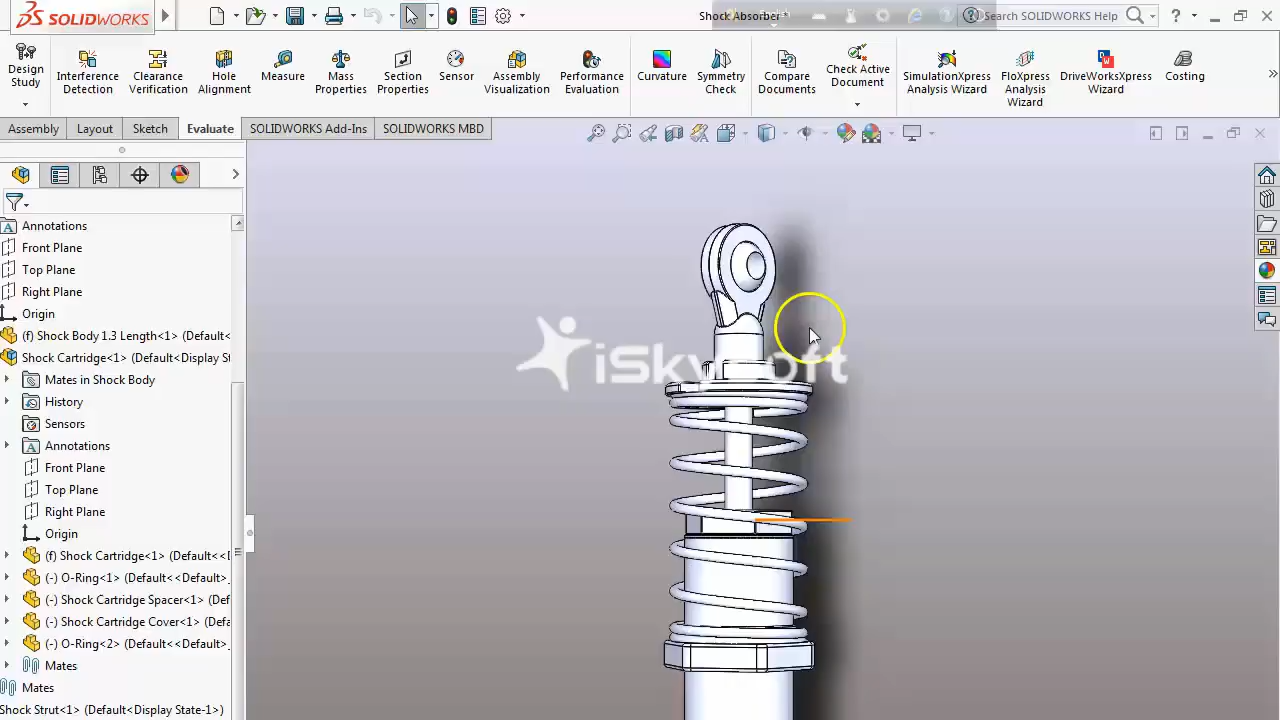 SOLIDWORKS
Shock Absorber*
Search SOLIDWORKS Help
Design Study
Interference Detection
Clearance Verification
Hole Alignment
Measure
Mass Properties
Section Properties
Sensor
Assembly Visualization
Performance Evaluation
Curvature
Symmetry Check
Compare Documents
Check Active Document
SimulationXpress Analysis Wizard
FloXpress Analysis Wizard
DriveWorksXpress Wizard
Costing
Assembly
Layout
Sketch
Evaluate
SOLIDWORKS Add-Ins
SOLIDWORKS MBD
Annotations
Front Plane
Top Plane
Right Plane
Origin
(f) Shock Body 1.3 Length<1> (Default<
Shock Cartridge<1> (Default<Display St
Mates in Shock Body
History
Sensors
Annotations
Front Plane
Top Plane
Right Plane
Origin
(f) Shock Cartridge<1> (Default<<D
(-) O-Ring<1> (Default<<Default>_
(-) Shock Cartridge Spacer<1> (Def
(-) Shock Cartridge Cover<1> (Defa
(-) O-Ring<2> (Default<<Default>_
Mates
Mates
Shock Strut<1> (Default<Display State-1>)
iSkysoft